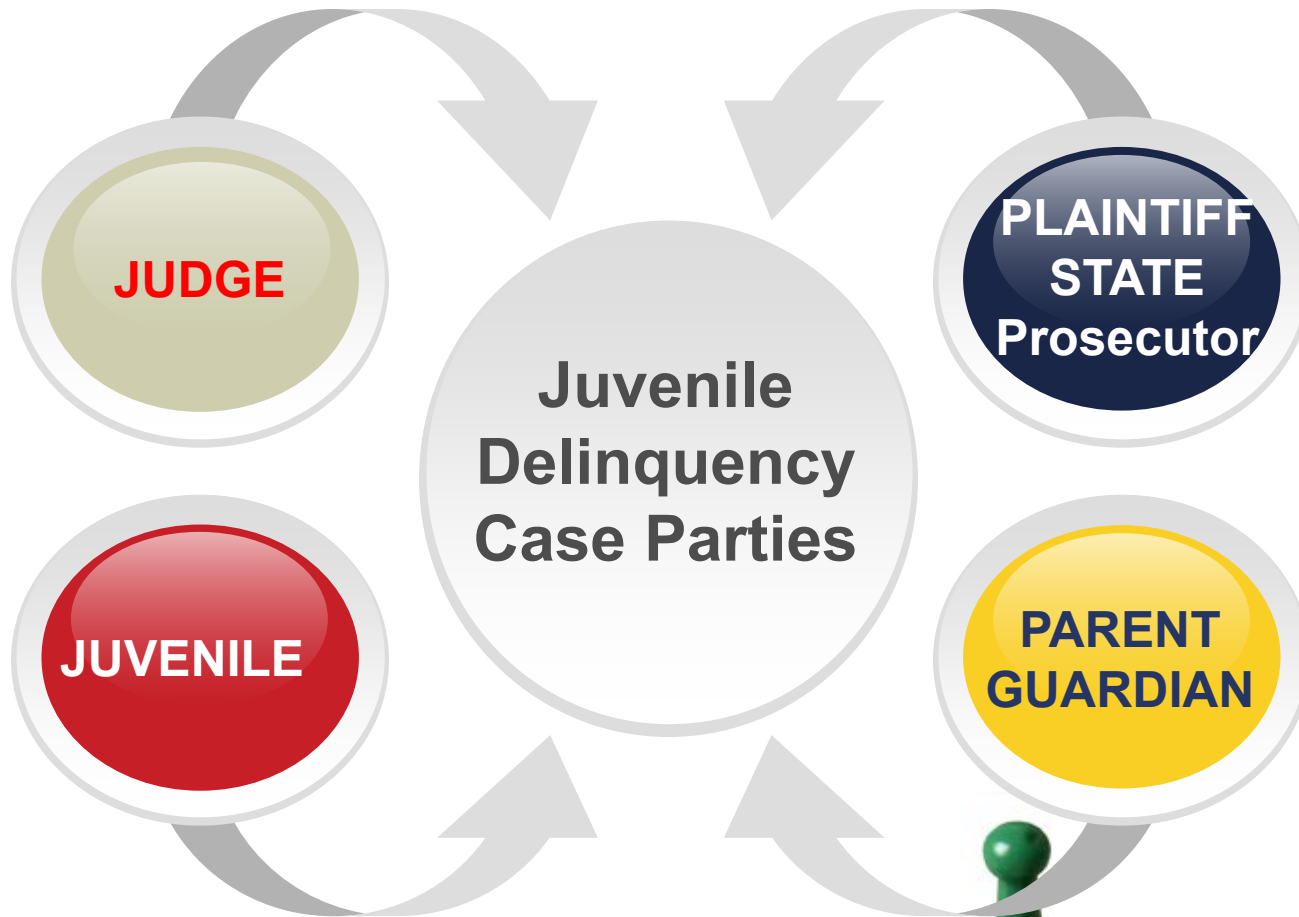 JUDGE
PLAINTIFF
STATE
Prosecutor
Juvenile
Delinquency
Case Parties
JUVENILE
PARENT
GUARDIAN